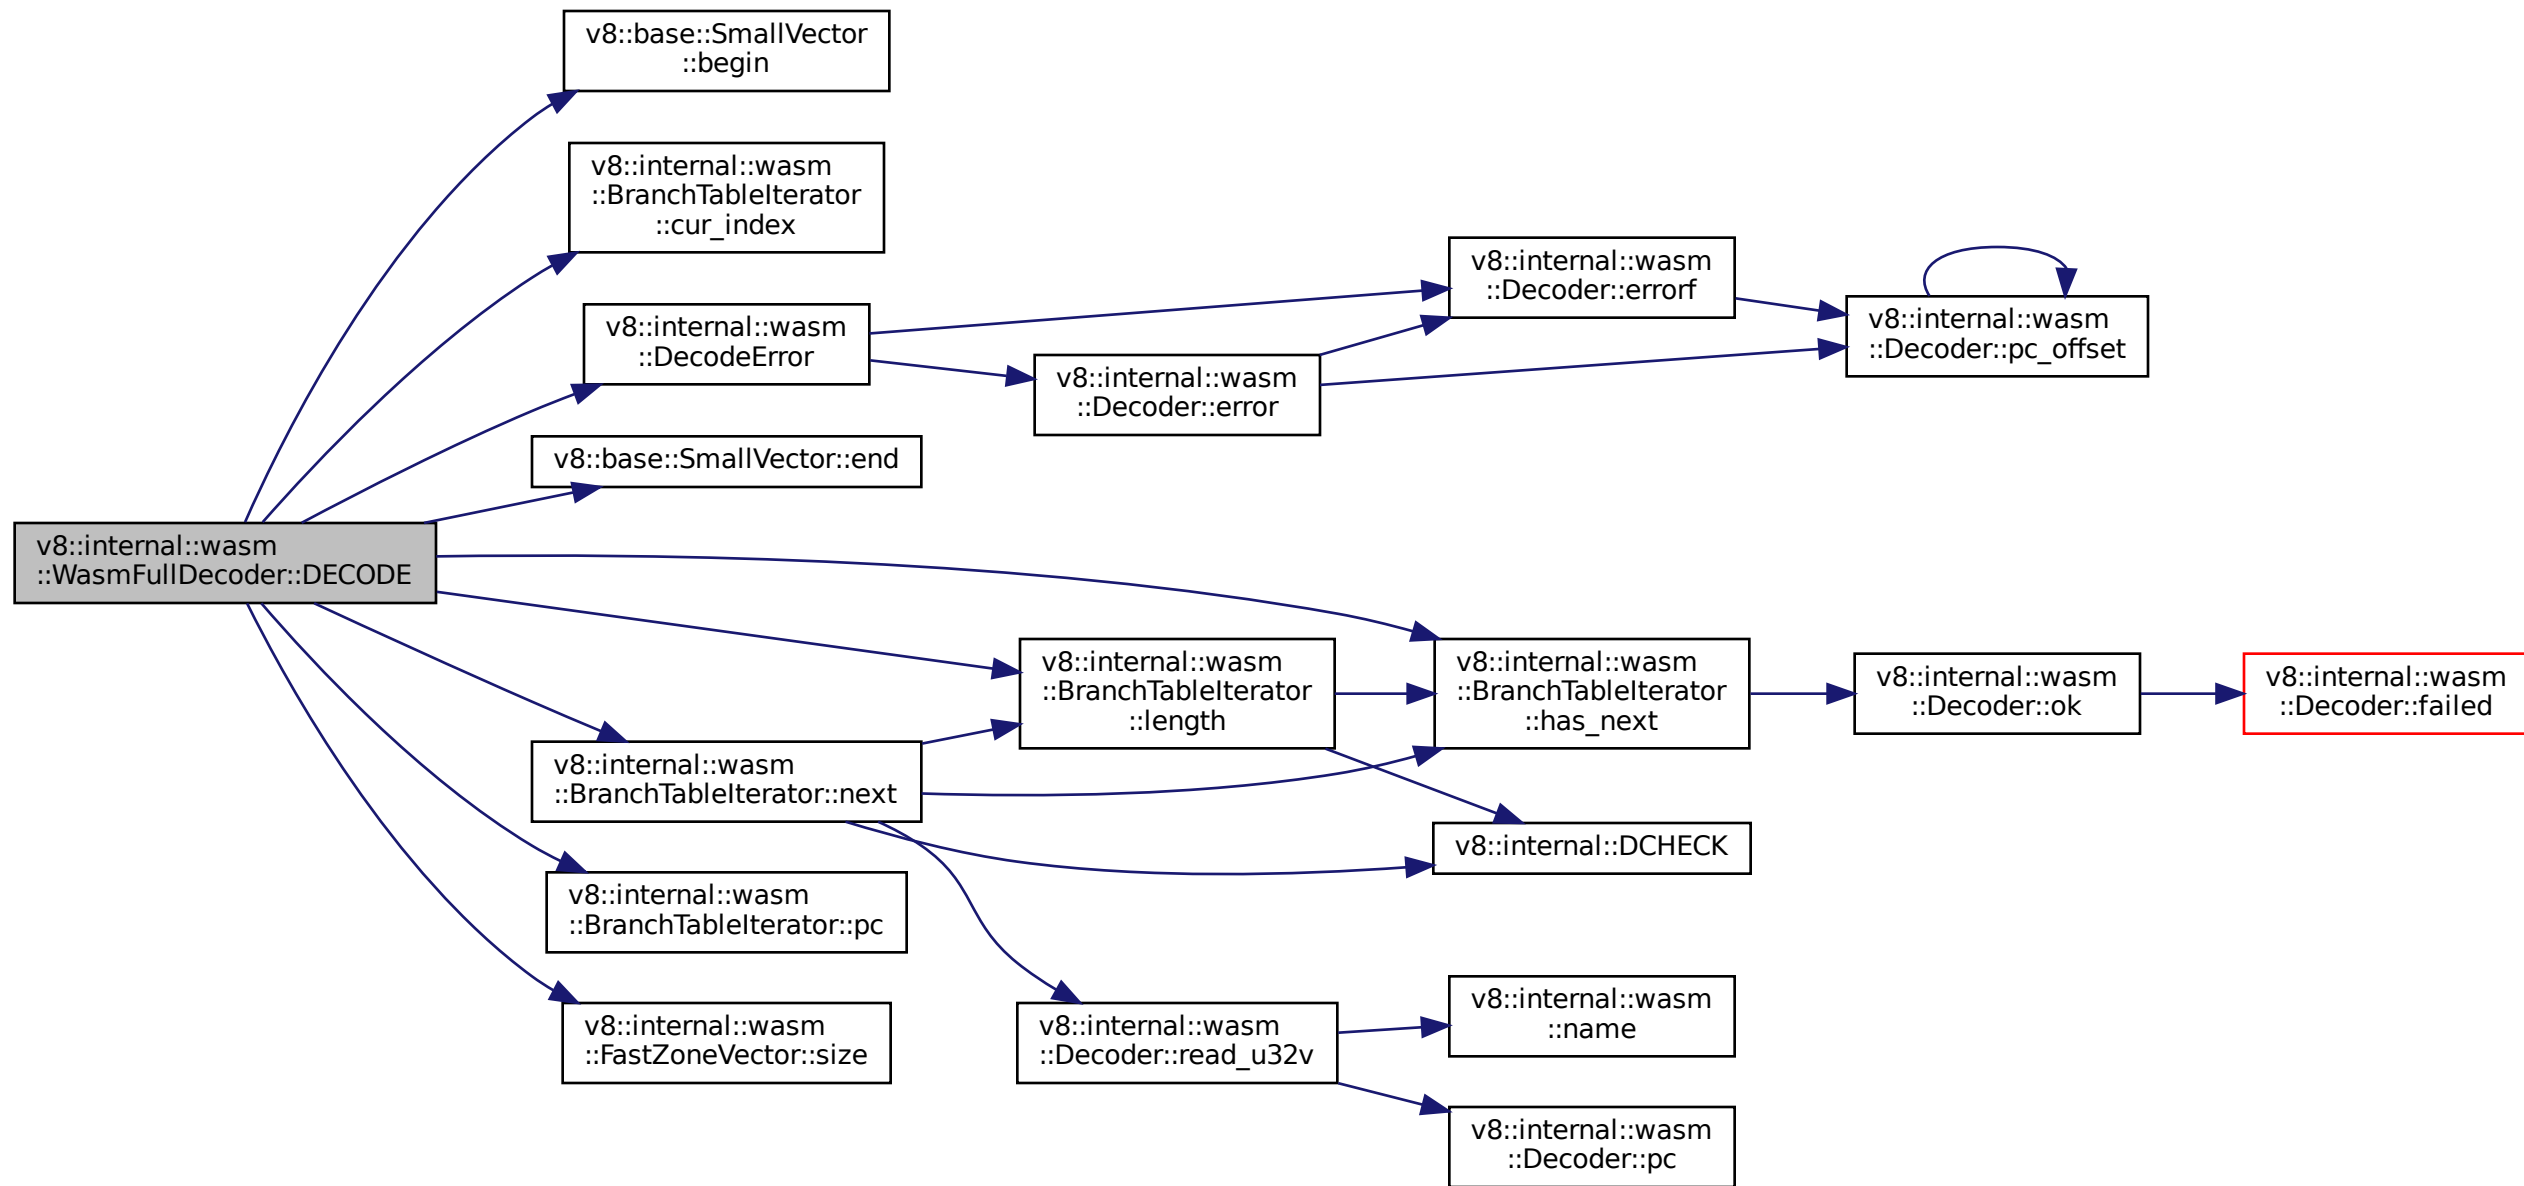 v8::base::SmallVector
::begin
v8::internal::wasm
::BranchTableIterator
::cur_index
v8::internal::wasm
::DecodeError
v8::base::SmallVector::end
v8::internal::wasm
::WasmFullDecoder::DECODE
v8::internal::wasm
::BranchTableIterator::next
v8::internal::wasm
::BranchTableIterator::pc
v8::internal::wasm
::FastZoneVector::size
v8::internal::wasm
::Decoder::error
v8::internal::wasm
::BranchTableIterator
::length
v8::internal::wasm
::Decoder::read_u32v
v8::internal::wasm
::Decoder::errorf
v8::internal::wasm
::BranchTableIterator
::has_next
v8::internal::DCHECK
v8::internal::wasm
::name
v8::internal::wasm
::Decoder::pc
v8::internal::wasm
::Decoder::pc_offset
v8::internal::wasm
::Decoder::ok
v8::internal::wasm
::Decoder::failed